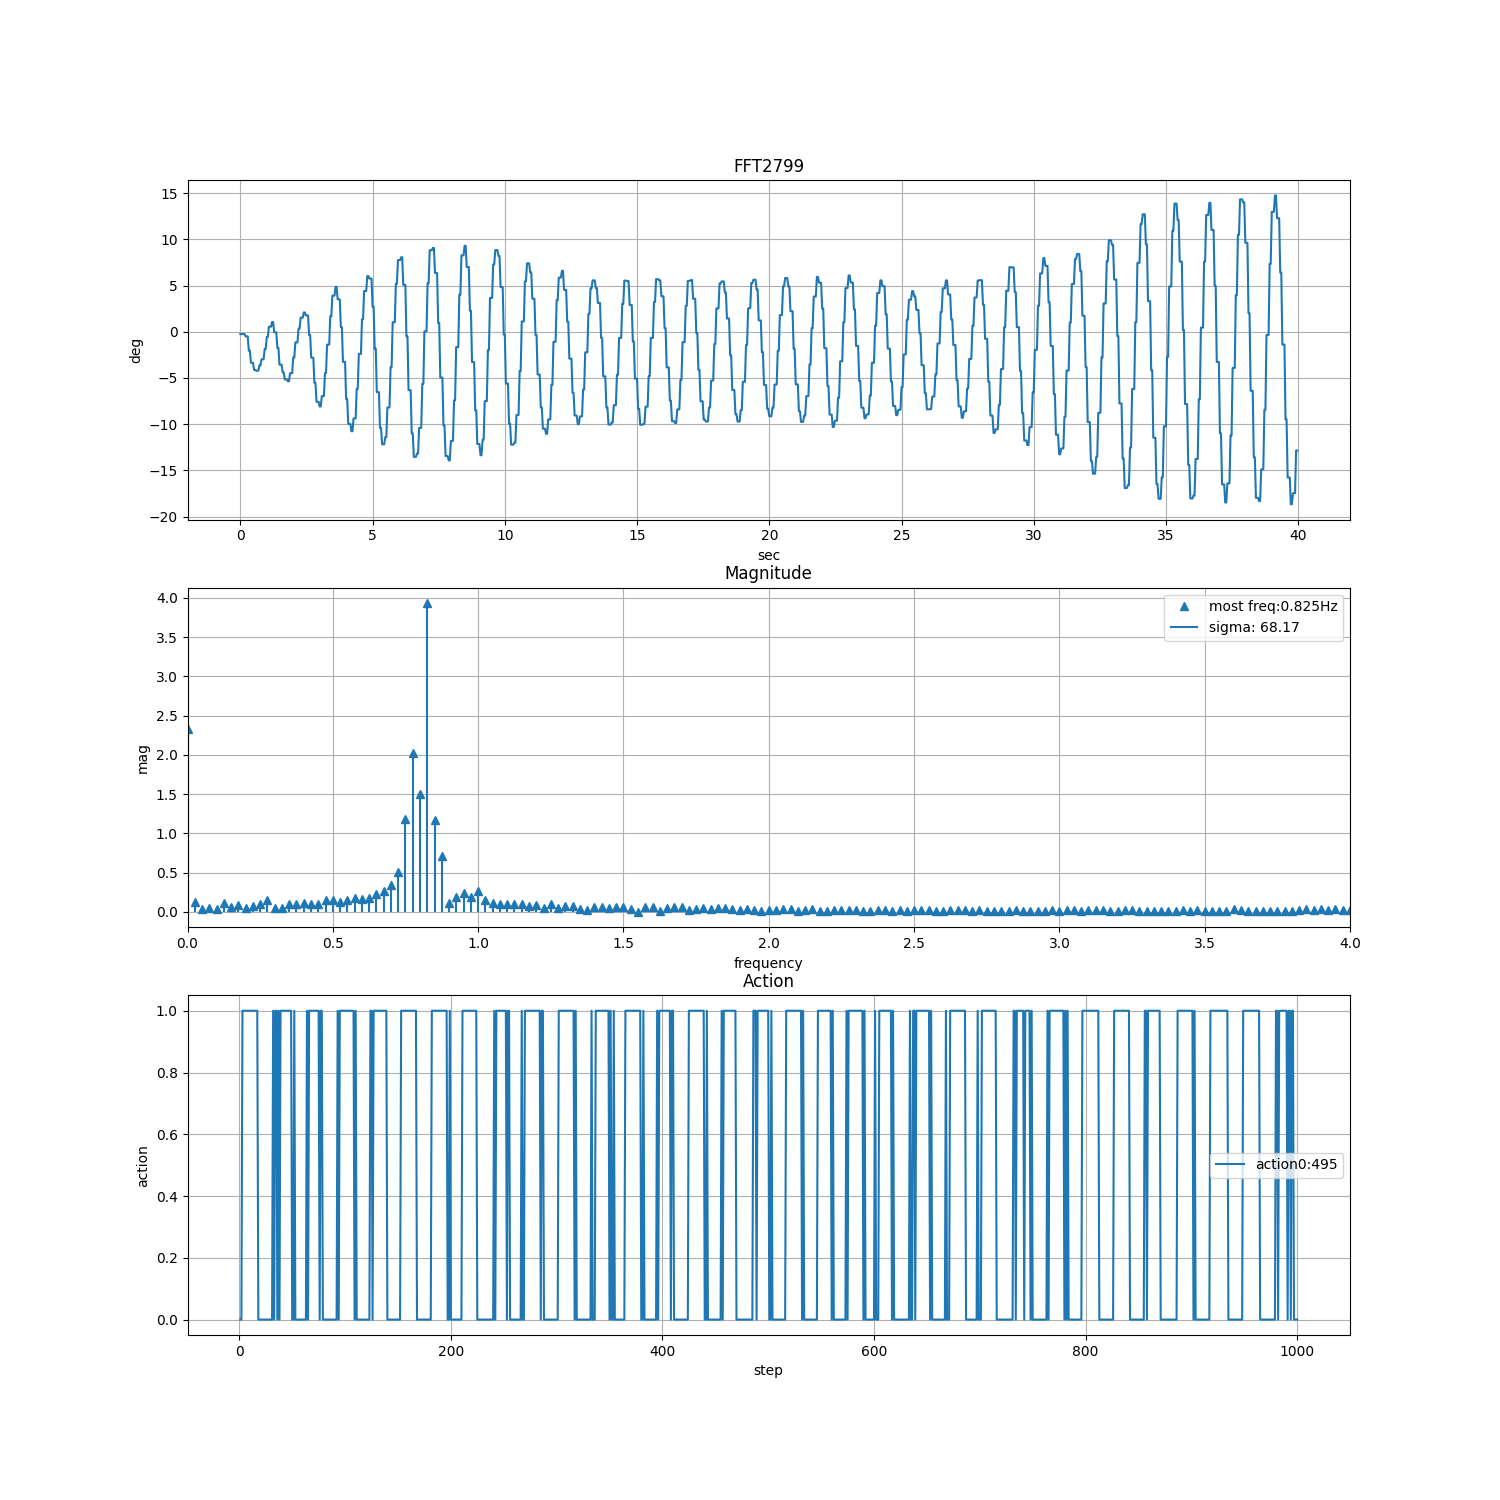 FFT2799
15
10
5
0
−5
−10
−15
−20
deg
0 5 10 15 20 25 30 35 40
sec
Magnitude
4.0
3.5
3.0
2.5
2.0
1.5
1.0
0.5
0.0
mag
most freq:0.825Hz
sigma: 68.17
0.0 0.5 1.0 1.5 2.0 2.5 3.0 3.5 4.0
frequency
Action
1.0
0.8
0.6
0.4
0.2
0.0
action
action0:495
0 200 400 600 800 1000
step